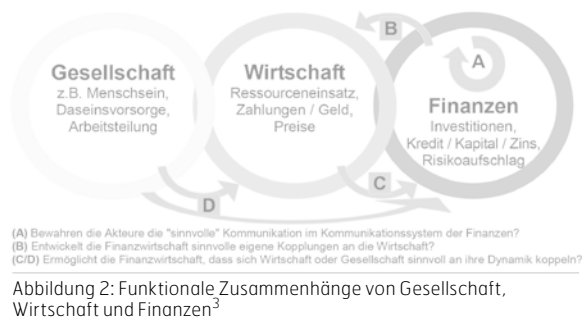 Gesellschaft
z.B. Menschsein,
Daseinsvorsorge,
Arbeitsteilung
Wirtschaft
Ressourceneinsatz,
Zahlungen / Geld,
Preise
B
A
Finanzen
Investitionen,
Kredit / Kapital / Zins,
Risikoaufschlag
D
C
(A) Bewahren die Akteure die "sinnvolle" Kommunikation im Kommunikationssystem der Finanzen?
(B) Entwickelt die Finanzwirtschaft sinnvolle eigene Kopplungen an die Wirtschaft?
(C/D) Ermöglicht die Finanzwirtschaft, dass sich Wirtschaft oder Gesellschaft sinnvoll an ihre Dynamik koppeln?
Abbildung 2: Funktionale Zusammenhänge von Gesellschaft,
Wirtschaft und Finanzen3